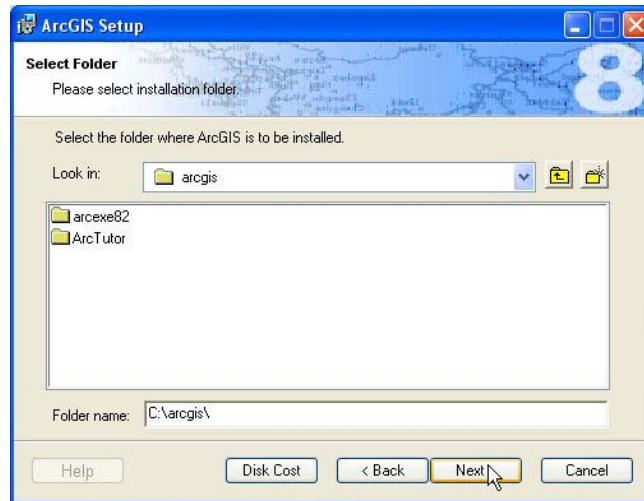 ArcGIS Setup
Select Folder
Please select installation folder.
8
Select the folder where ArcGIS is to be installed.
Look in: arcgis
arcexe82
ArcTutor
Folder name: C:\arcgis\
Help Disk Cost < Back Next > Cancel